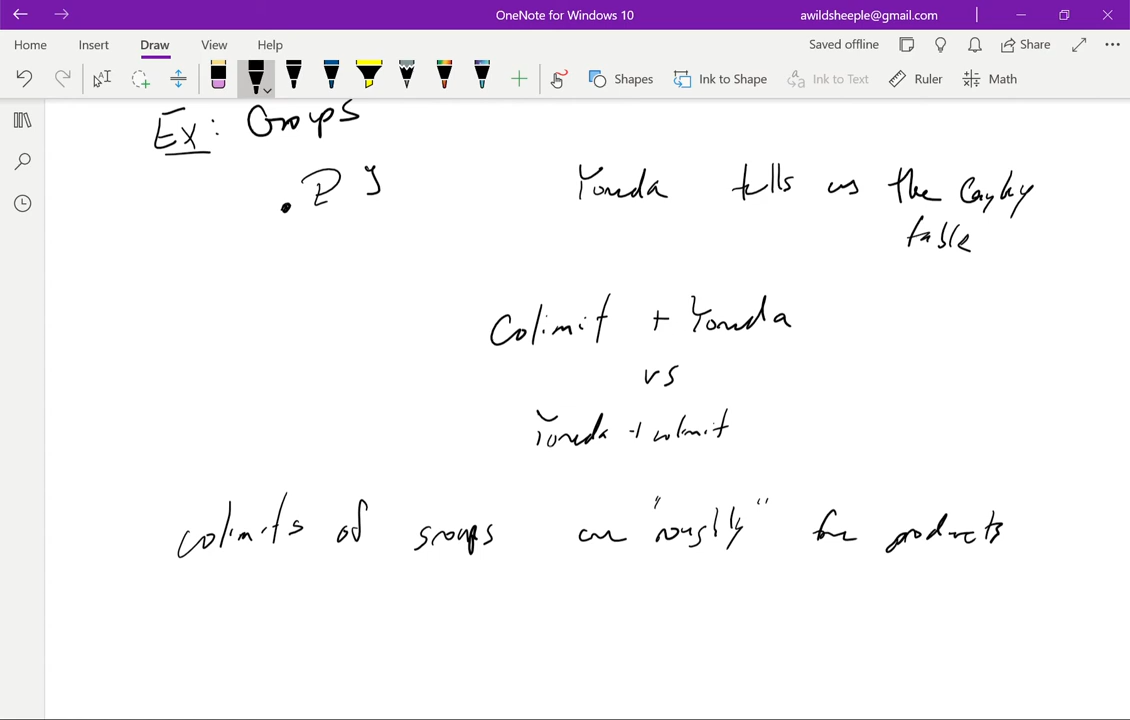 OneNote for Windows 10
awildsheeple@gmail.com
Home Insert Draw View Help
Saved offline
Share
Shapes
Ink to Shape
Ink to Text
Ruler
Math
Ex: Groups
Yoneda tells us the Cayley
table
Colimit + Yoneda
vs
Yoneda + colimit
colimits of groups are "roughly" free products